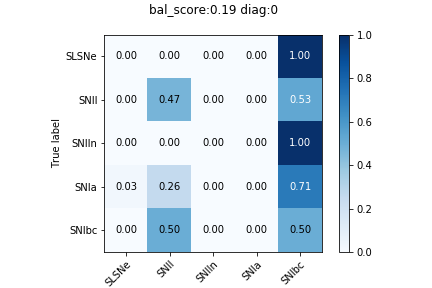 bal_score:0.19 diag:0
True label
SLSNe 0.00 0.00 0.00 0.00 1.00
SNII 0.00 0.47 0.00 0.00 0.53
SNIIn 0.00 0.00 0.00 0.00 1.00
SNIa 0.03 0.26 0.00 0.00 0.71
SNIbc 0.00 0.50 0.00 0.00 0.50
SLSNe SNII SNIIn SNIa SNIbc
1.0
0.8
0.6
0.4
0.2
0.0